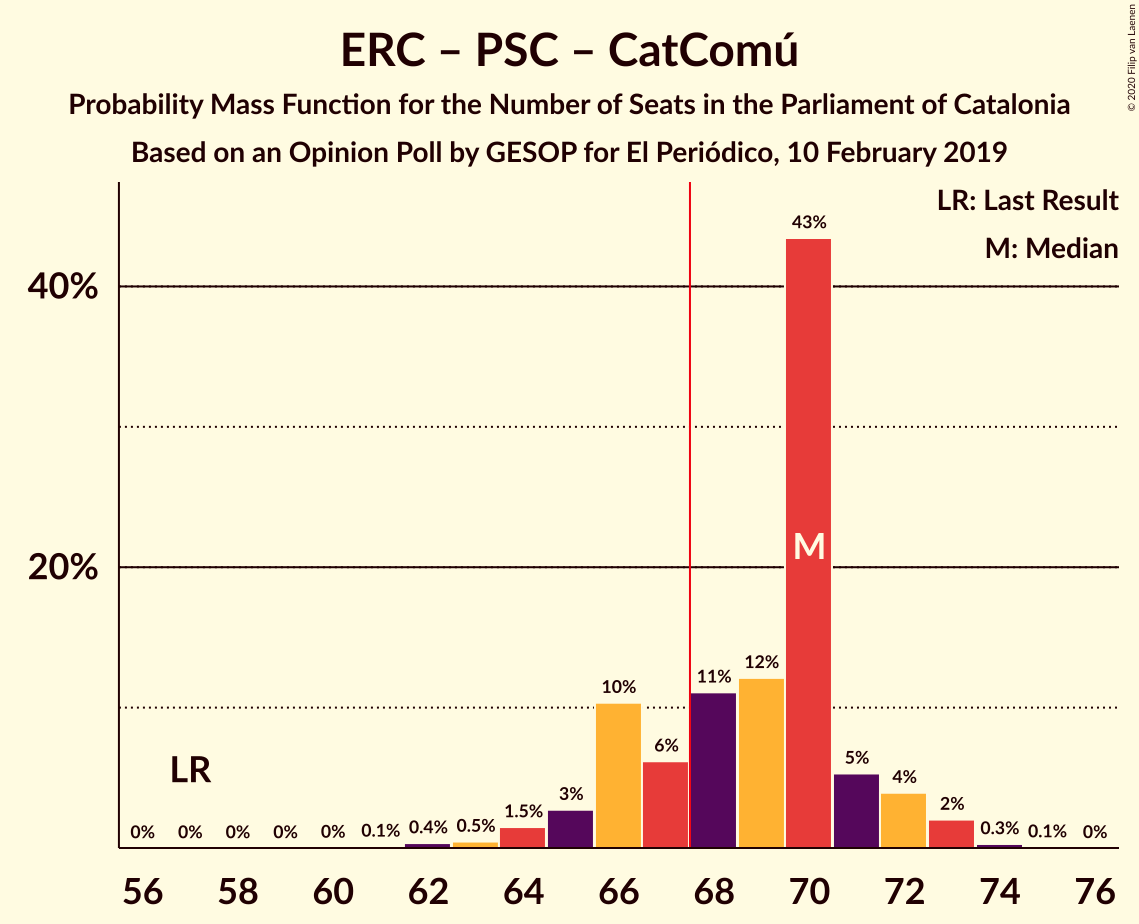 ERC – PSC – CatComú
Probability Mass Function for the Number of Seats in the Parliament of Catalonia
Based on an Opinion Poll by GESOP for El Periódico, 10 February 2019
© 2020 Filip van Laenen
LR: Last Result
M: Median
40%
20%
LR
M
0% 0% 0% 0% 0% 0.1% 0.4% 0.5% 1.5% 3% 10% 6% 11% 12% 43% 5% 4% 2% 0.3% 0.1% 0%
56 58 60 62 64 66 68 70 72 74 76